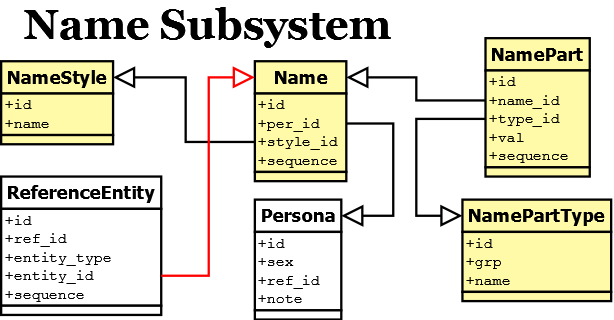 Name Subsystem
NameStyle
+id
+name
Name
+id
+per_id
+style_id
+sequence
NamePart
+id
+name_id
+type_id
+val
+sequence
ReferenceEntity
+id
+ref_id
+entity_type
+entity_id
+sequence
Persona
+id
+sex
+ref_id
+note
NamePartType
+id
+grp
+name